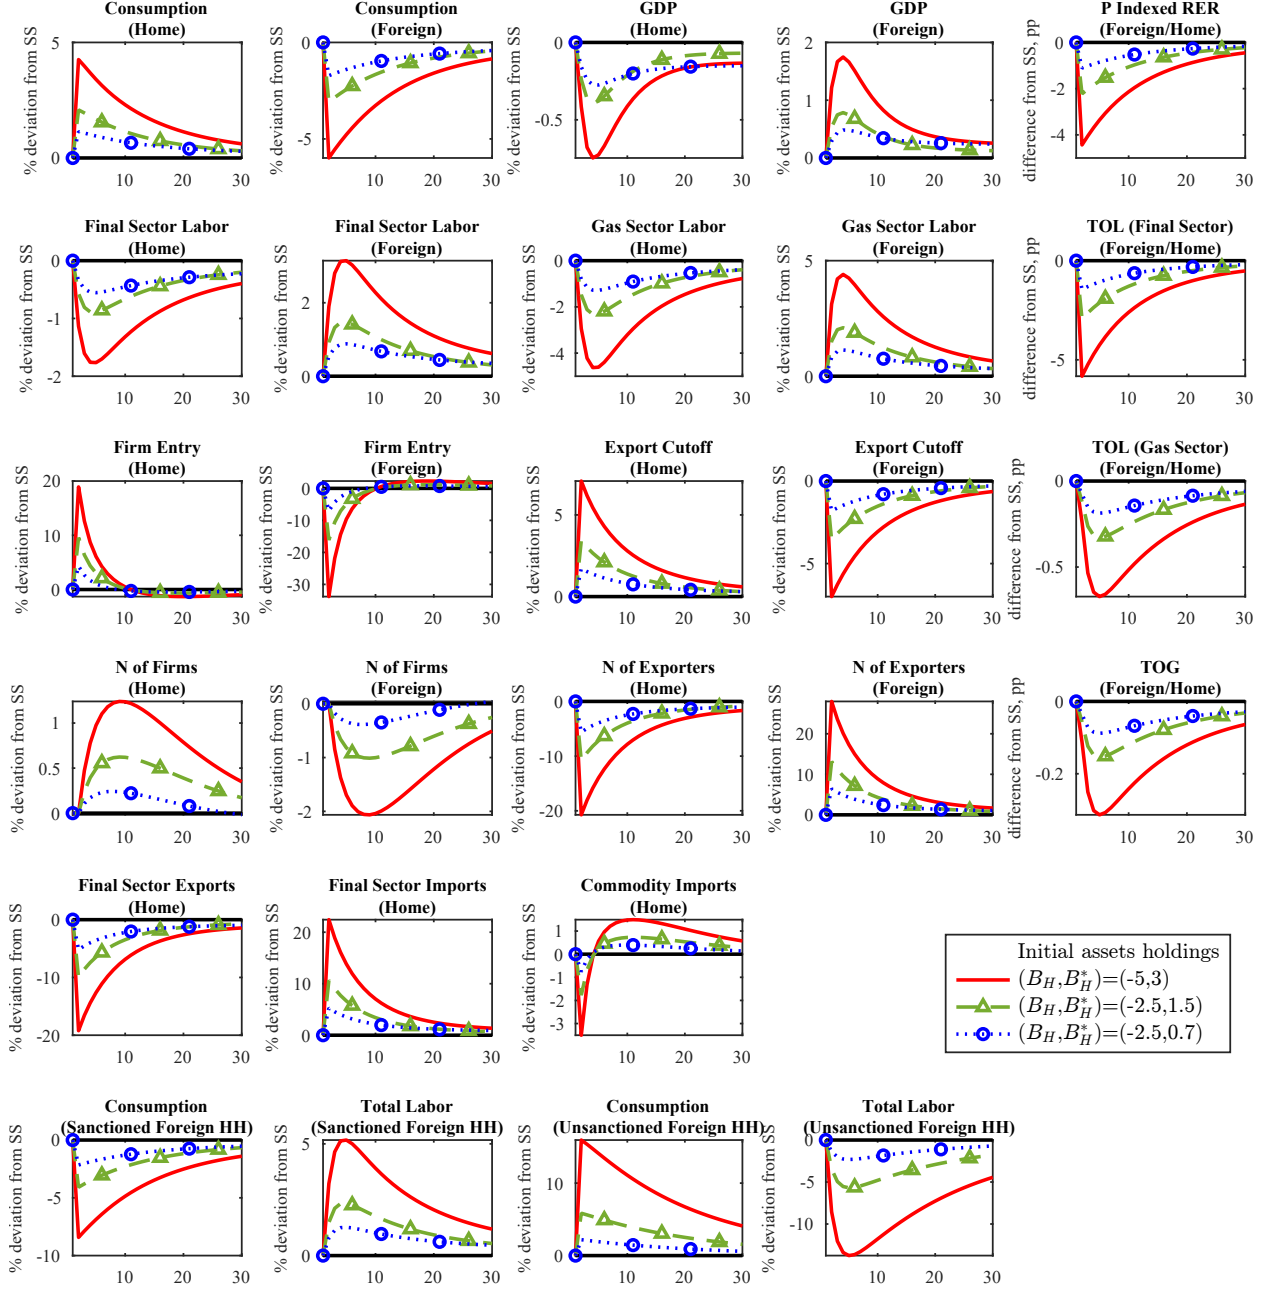 Consumption
(Home)
% deviation from SS
5
0
10 20 30
Consumption
(Foreign)
% deviation from SS
0
-5
10 20 30
GDP
(Home)
% deviation from SS
0
-0.5
10 20 30
GDP
(Foreign)
% deviation from SS
2
1
0
10 20 30
P Indexed RER
(Foreign/Home)
difference from SS, pp
0
-2
-4
10 20 30
Final Sector Labor
(Home)
% deviation from SS
0
-1
-2
10 20 30
Final Sector Labor
(Foreign)
% deviation from SS
2
0
10 20 30
Gas Sector Labor
(Home)
% deviation from SS
0
-2
-4
10 20 30
Gas Sector Labor
(Foreign)
% deviation from SS
5
0
10 20 30
TOL (Final Sector)
(Foreign/Home)
difference from SS, pp
0
-5
10 20 30
Firm Entry
(Home)
% deviation from SS
20
10
0
10 20 30
Firm Entry
(Foreign)
% deviation from SS
0
-10
-20
-30
10 20 30
Export Cutoff
(Home)
% deviation from SS
5
0
10 20 30
Export Cutoff
(Foreign)
% deviation from SS
0
-5
10 20 30
TOL (Gas Sector)
(Foreign/Home)
difference from SS, pp
0
-0.5
10 20 30
N of Firms
(Home)
% deviation from SS
1
0.5
0
10 20 30
N of Firms
(Foreign)
% deviation from SS
0
-1
-2
10 20 30
N of Exporters
(Home)
% deviation from SS
0
-10
-20
10 20 30
N of Exporters
(Foreign)
% deviation from SS
20
10
0
10 20 30
TOG
(Foreign/Home)
difference from SS, pp
0
-0.2
10 20 30
Final Sector Exports
(Home)
% deviation from SS
0
-10
-20
10 20 30
Final Sector Imports
(Home)
% deviation from SS
20
10
0
10 20 30
Commodity Imports
(Home)
% deviation from SS
1
0
-1
-2
-3
10 20 30
Initial assets holdings
(B_H,B_H^*)=(-5,3)
(B_H,B_H^*)=(-2.5,1.5)
(B_H,B_H^*)=(-2.5,0.7)
Consumption
(Sanctioned Foreign HH)
% deviation from SS
0
-5
-10
10 20 30
Total Labor
(Sanctioned Foreign HH)
% deviation from SS
5
0
10 20 30
Consumption
(Unsanctioned Foreign HH)
% deviation from SS
10
5
0
10 20 30
Total Labor
(Unsanctioned Foreign HH)
% deviation from SS
0
-5
-10
10 20 30